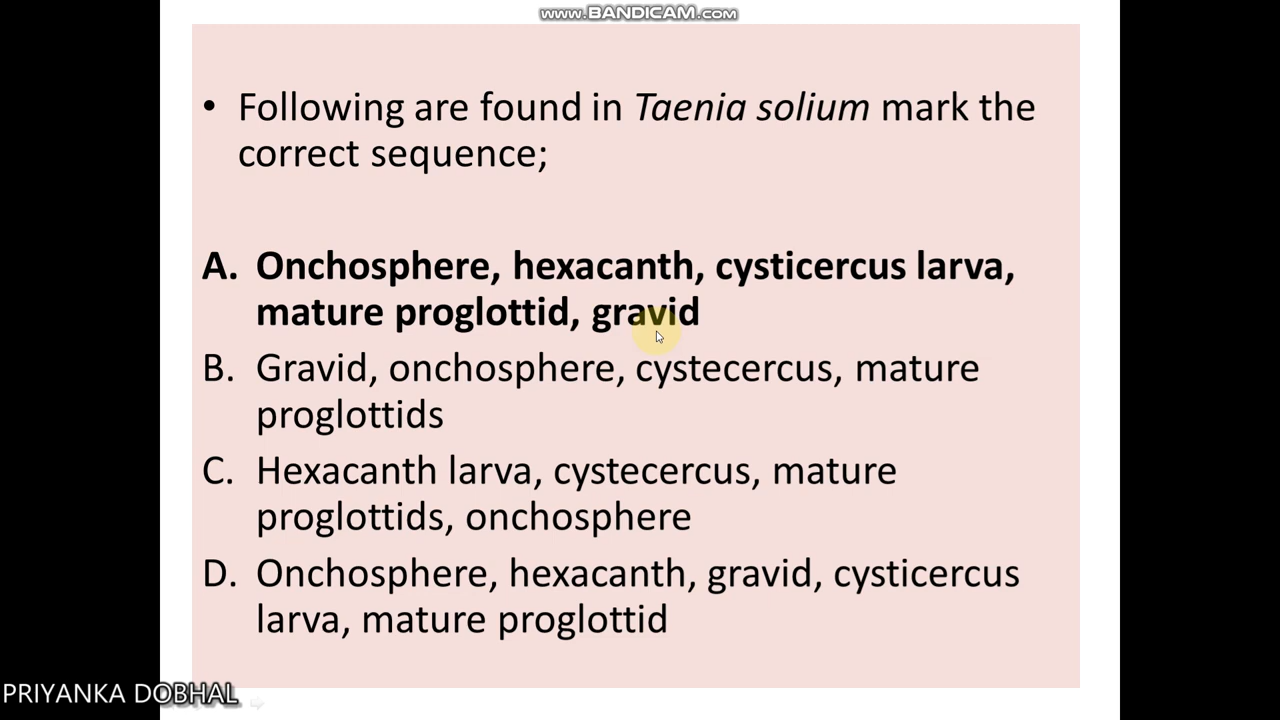 www.BANDICAM.com
• Following are found in Taenia solium mark the
correct sequence;
A. Onchosphere, hexacanth, cysticercus larva,
mature proglottid, gravid
B. Gravid, onchosphere, cystecercus, mature
proglottids
C. Hexacanth larva, cystecercus, mature
proglottids, onchosphere
D. Onchosphere, hexacanth, gravid, cysticercus
larva, mature proglottid
PRIYANKA DOBHAL